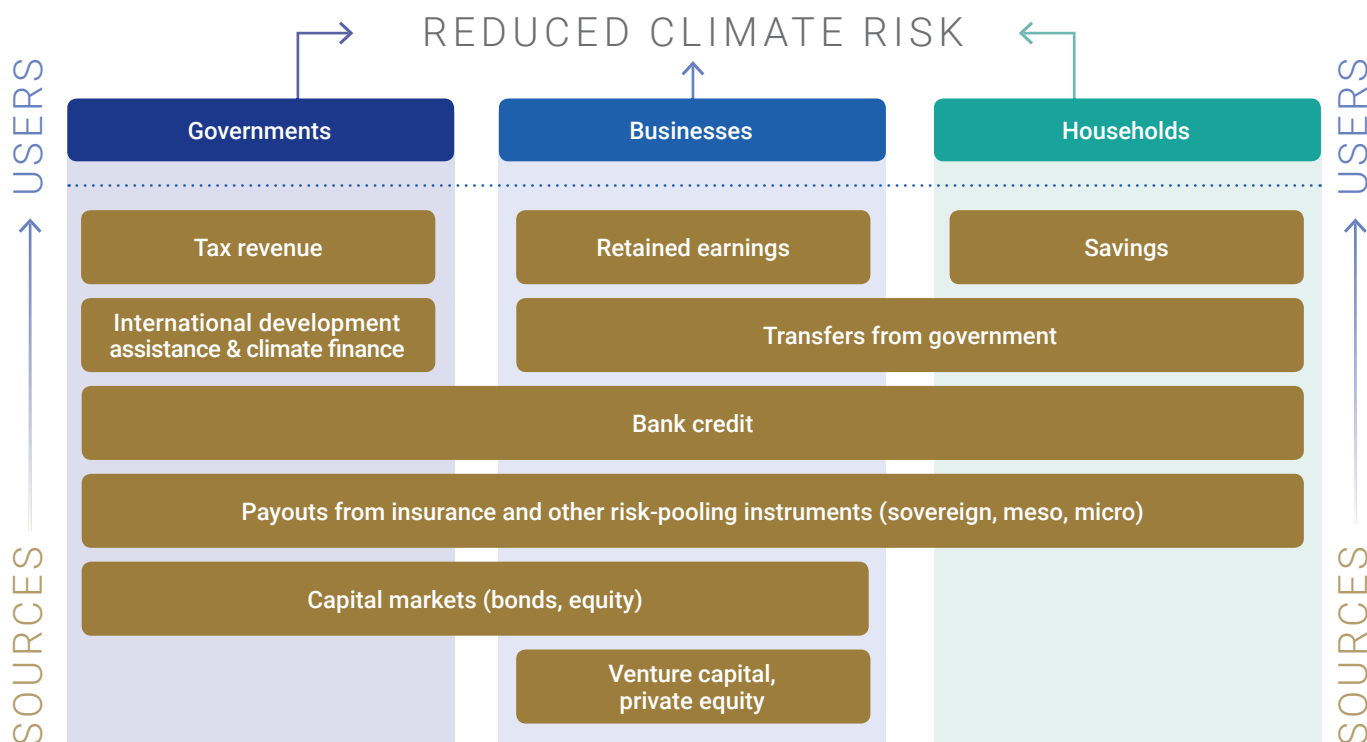 REDUCED CLIMATE RISK
USERS
USERS
Governments
Businesses
Households
Tax revenue
Retained earnings
Savings
International development
assistance & climate finance
Transfers from government
Bank credit
Payouts from insurance and other risk-pooling instruments (sovereign, meso, micro)
Capital markets (bonds, equity)
Venture capital,
private equity
SOURCES
SOURCES